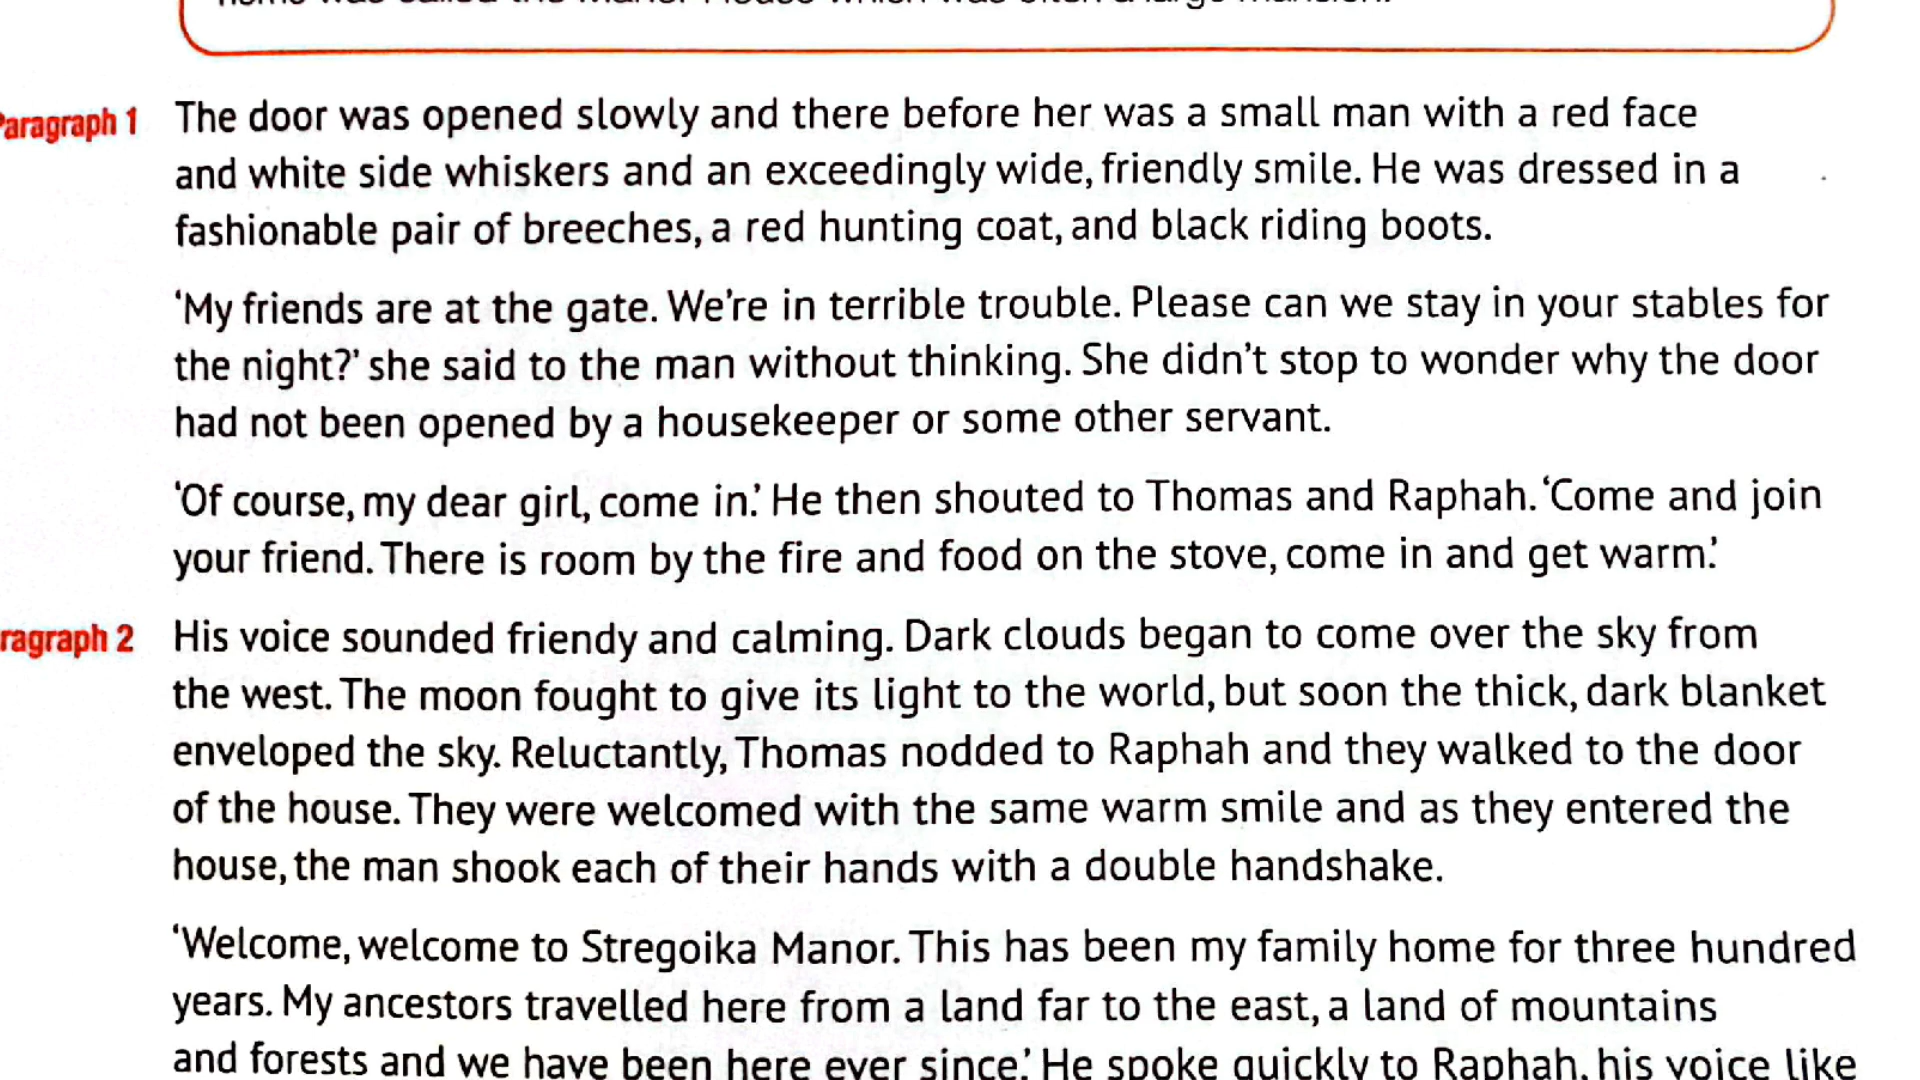 home was called the Manor House which was often a large mansion.
Paragraph 1
The door was opened slowly and there before her was a small man with a red face
and white side whiskers and an exceedingly wide, friendly smile. He was dressed in a
fashionable pair of breeches, a red hunting coat, and black riding boots.
‘My friends are at the gate. We’re in terrible trouble. Please can we stay in your stables for
the night?’ she said to the man without thinking. She didn’t stop to wonder why the door
had not been opened by a housekeeper or some other servant.
‘Of course, my dear girl, come in.’ He then shouted to Thomas and Raphah. ‘Come and join
your friend. There is room by the fire and food on the stove, come in and get warm.’
ragraph 2
His voice sounded friendy and calming. Dark clouds began to come over the sky from
the west. The moon fought to give its light to the world, but soon the thick, dark blanket
enveloped the sky. Reluctantly, Thomas nodded to Raphah and they walked to the door
of the house. They were welcomed with the same warm smile and as they entered the
house, the man shook each of their hands with a double handshake.
‘Welcome, welcome to Stregoika Manor. This has been my family home for three hundred
years. My ancestors travelled here from a land far to the east, a land of mountains
and forests and we have been here ever since.’ He spoke quickly to Raphah, his voice like